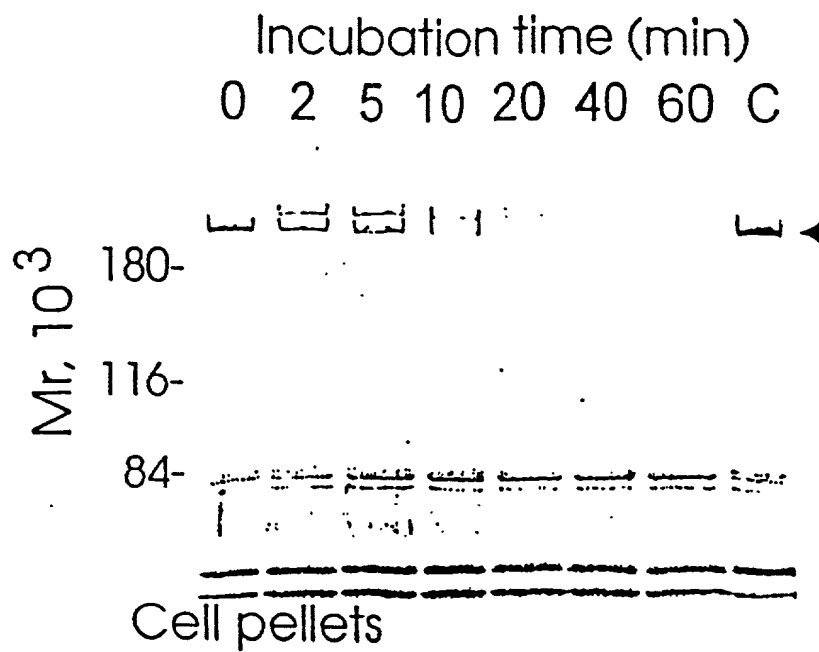 Incubation time (min)
0 2 5 10 20 40 60 C
Mr, 10³
180-
116-
84-
Cell pellets